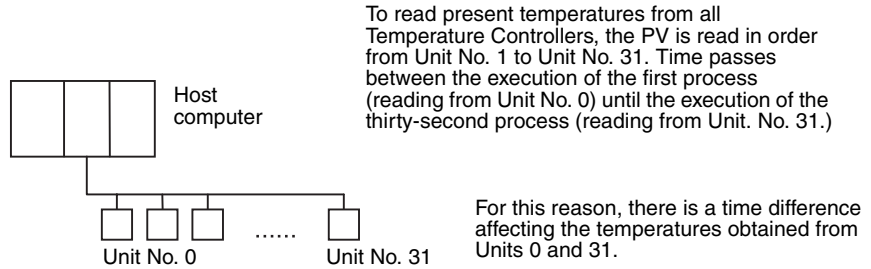 To read present temperatures from all
Temperature Controllers, the PV is read in order
from Unit No. 1 to Unit No. 31. Time passes
between the execution of the first process
(reading from Unit No. 0) until the execution of the
thirty-second process (reading from Unit. No. 31.)
Host
computer
For this reason, there is a time difference
affecting the temperatures obtained from
Units 0 and 31.
......
Unit No. 0
Unit No. 31